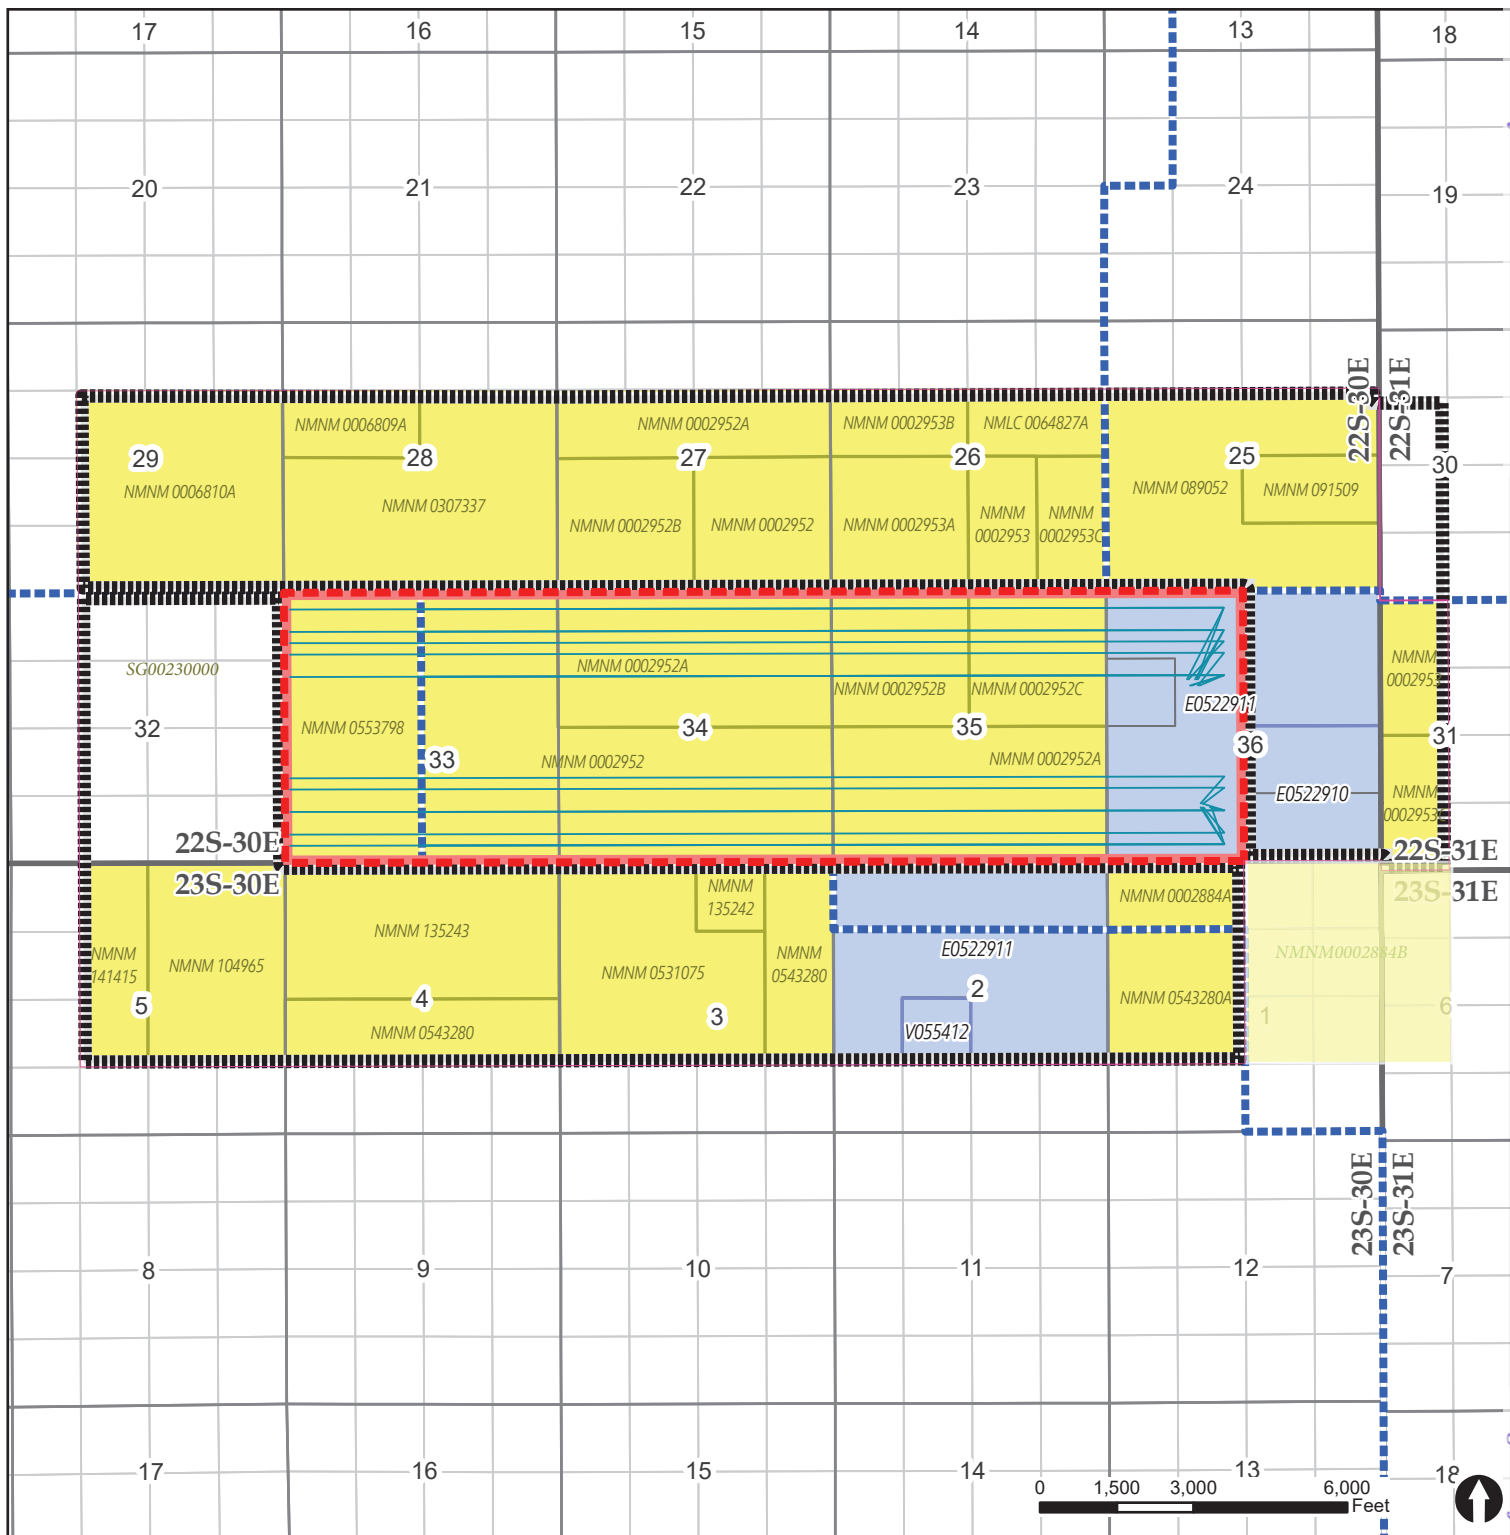 17 16 15 14 13 18
20 21 22 23 24 19
22S-30E
22S-31E
NMNM 0006809A NMNM 0002952A NMNM 0002953B NMLC 0064827A
29 28 27 26 25 30
NMNM 0006810A NMNM 0307337 NMNM 089052 NMNM 091509
NMNM 0002952B NMNM 0002952 NMNM 0002953A
NMNM
0002953
NMNM
0002953C
SG00230000
NMNM 0002952A
NMNM 0002952B NMNM 0002952C
NMNM
0002953
E0522911
32
NMNM 0553798
33 34 35 36 31
NMNM 0002952 NMNM 0002952A
E0522910
NMNM
0002953
22S-30E
22S-31E
23S-30E
23S-31E
NMNM
135242
NMNM 0002884A
NMNM 135243
NMNM
141415
NMNM 104965
NMNM 0531075
NMNM
0543280
E0522911
NMNM0002884B
5 4 3 2 1 6
NMNM 0543280
V055412
NMNM 0543280A
23S-30E
23S-31E
8 9 10 11 12 7
17 16 15 14 13 18
0 1,500 3,000 6,000
Feet